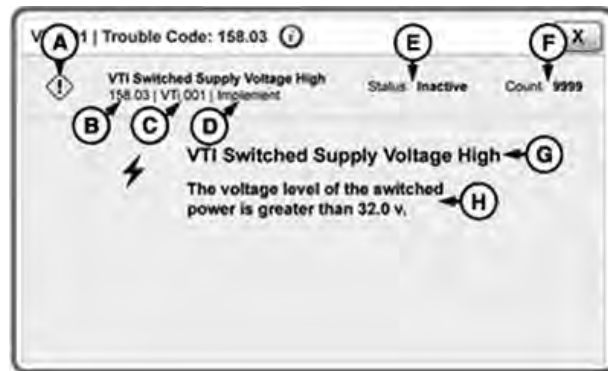 A E F
V 1 | Trouble Code: 158.03 i X
! VTI Switched Supply Voltage High Status Inactive Count 9999
158.03 | VTi 001 | Implement
B C D
VTI Switched Supply Voltage High G
The voltage level of the switched
power is greater than 32.0 v. H